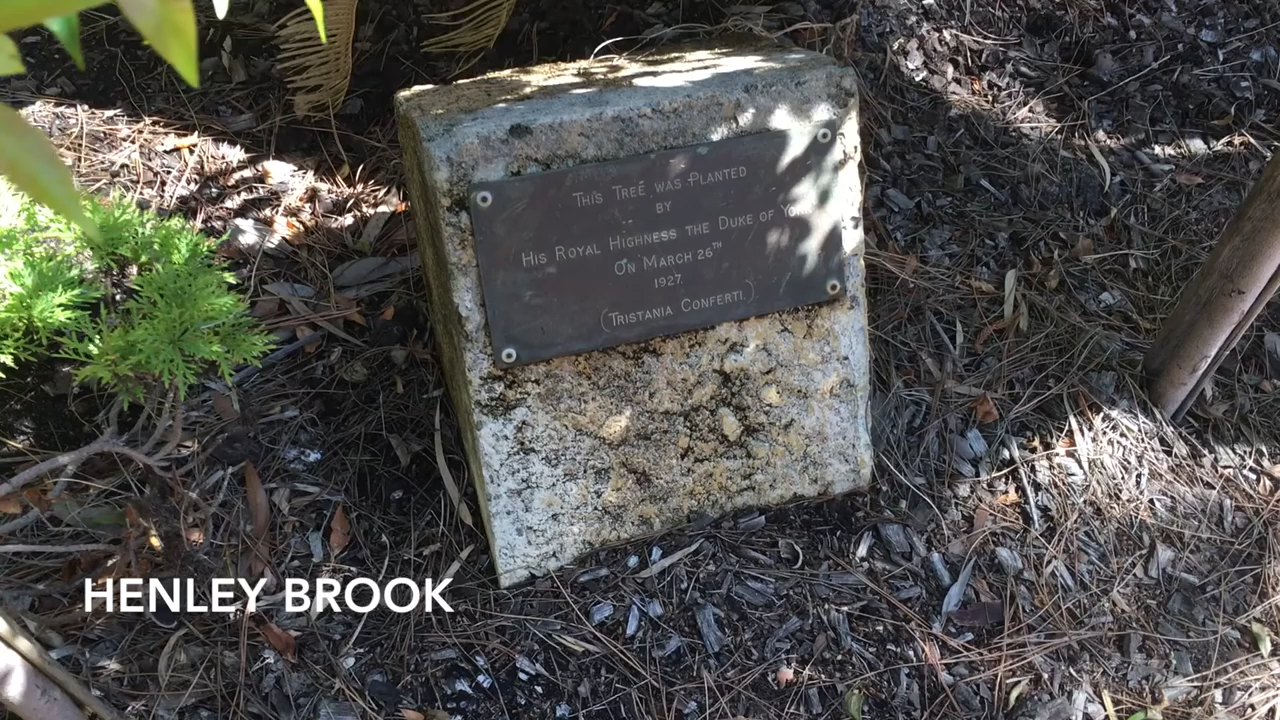 THIS TREE WAS PLANTED
BY
HIS ROYAL HIGHNESS THE DUKE OF YORK
ON MARCH 26TH
1927.
(TRISTANIA CONFERTI.)
HENLEY BROOK